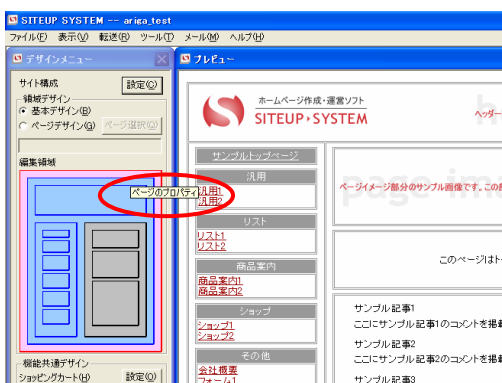 SITEUP SYSTEM -- ariga_test
ファイル(F) 表示(V) 転送(R) ツール(T) メール(M) ヘルプ(H)
デザインメニュー
サイト構成
設定(C)
領域デザイン
基本デザイン(B)
ページデザイン(G)
ページ選択(Q)
編集領域
ページのプロパティ
機能共通デザイン
ショッピングカート(H)
設定(O)
プレビュー
ホームページ作成・運営ソフト
SITEUP SYSTEM
ヘッダー
サンプルトップページ
汎用
汎用1
汎用2
リスト
リスト1
リスト2
商品案内
商品案内1
商品案内2
ショップ
ショップ1
ショップ2
その他
会社概要
フォーム1
ページイメージ部分のサンプル画像です。この
このページはト
サンプル記事1
ここにサンプル記事1のコメントを掲載
サンプル記事2
ここにサンプル記事2のコメントを掲載
サンプル記事3